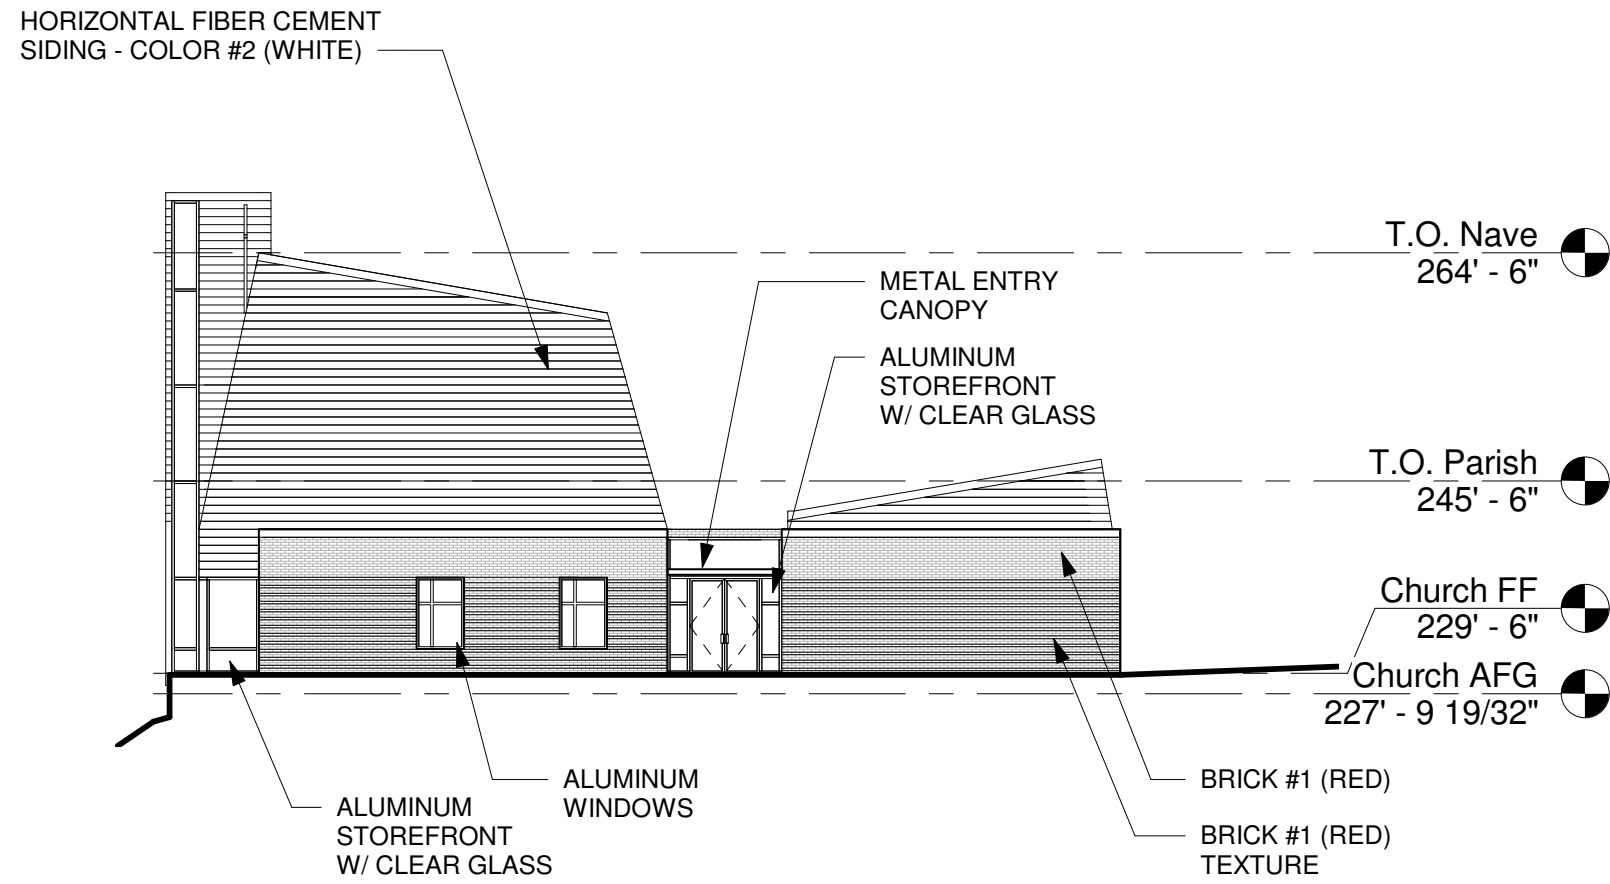 HORIZONTAL FIBER CEMENT
SIDING - COLOR #2 (WHITE)
T.O. Nave
264' - 6"
METAL ENTRY
CANOPY
ALUMINUM
STOREFRONT
W/ CLEAR GLASS
T.O. Parish
245' - 6"
Church FF
229' - 6"
Church AFG
227' - 9 19/32"
ALUMINUM
WINDOWS
BRICK #1 (RED)
ALUMINUM
STOREFRONT
W/ CLEAR GLASS
BRICK #1 (RED)
TEXTURE